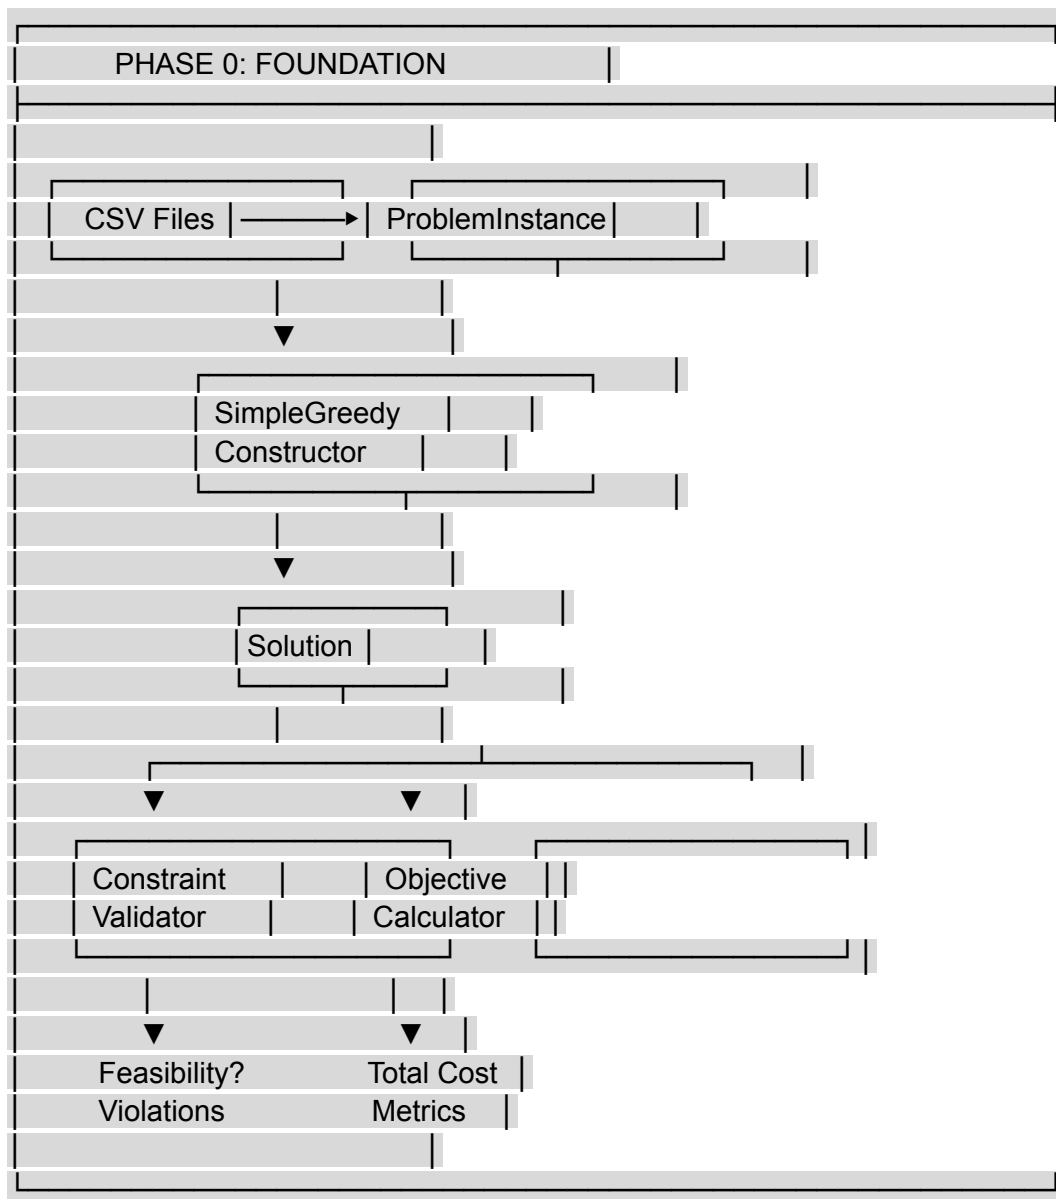 PHASE 0: FOUNDATION
CSV Files ProblemInstance
SimpleGreedy
Constructor
Solution
Constraint Objective
Validator Calculator
Feasibility? Total Cost
Violations Metrics